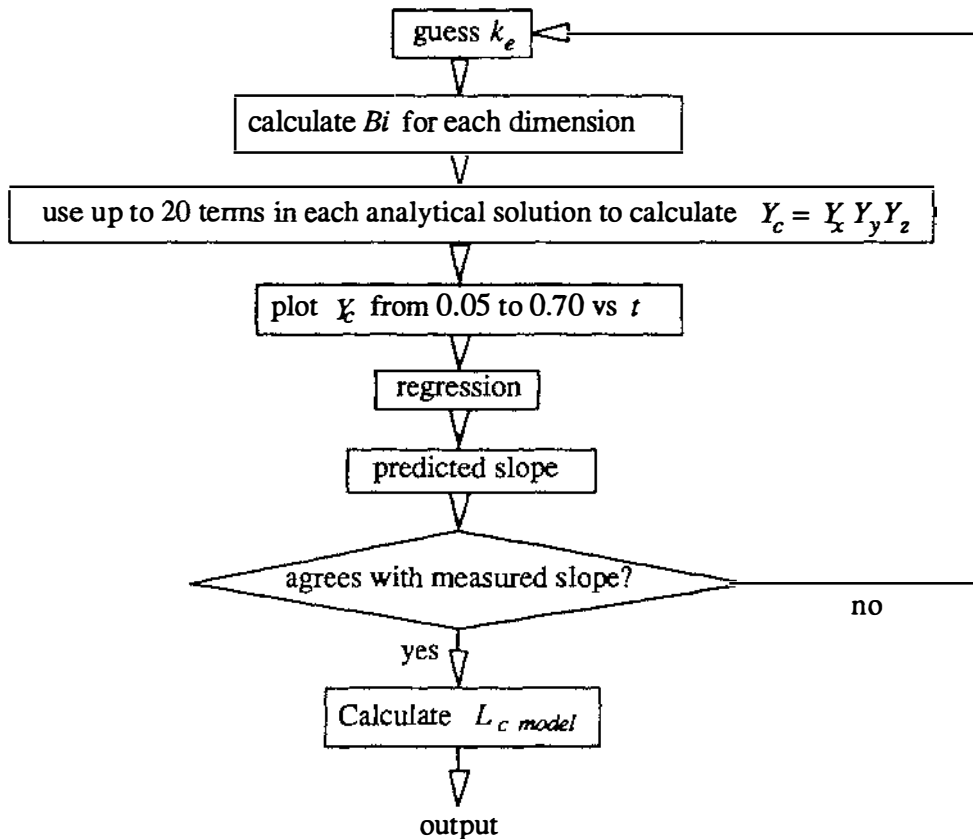 guess k_e
calculate Bi for each dimension
use up to 20 terms in each analytical solution to calculate Y_c = Y_x Y_y Y_z
plot Y_c from 0.05 to 0.70 vs t
regression
predicted slope
agrees with measured slope?
no
yes
Calculate L_c model
output